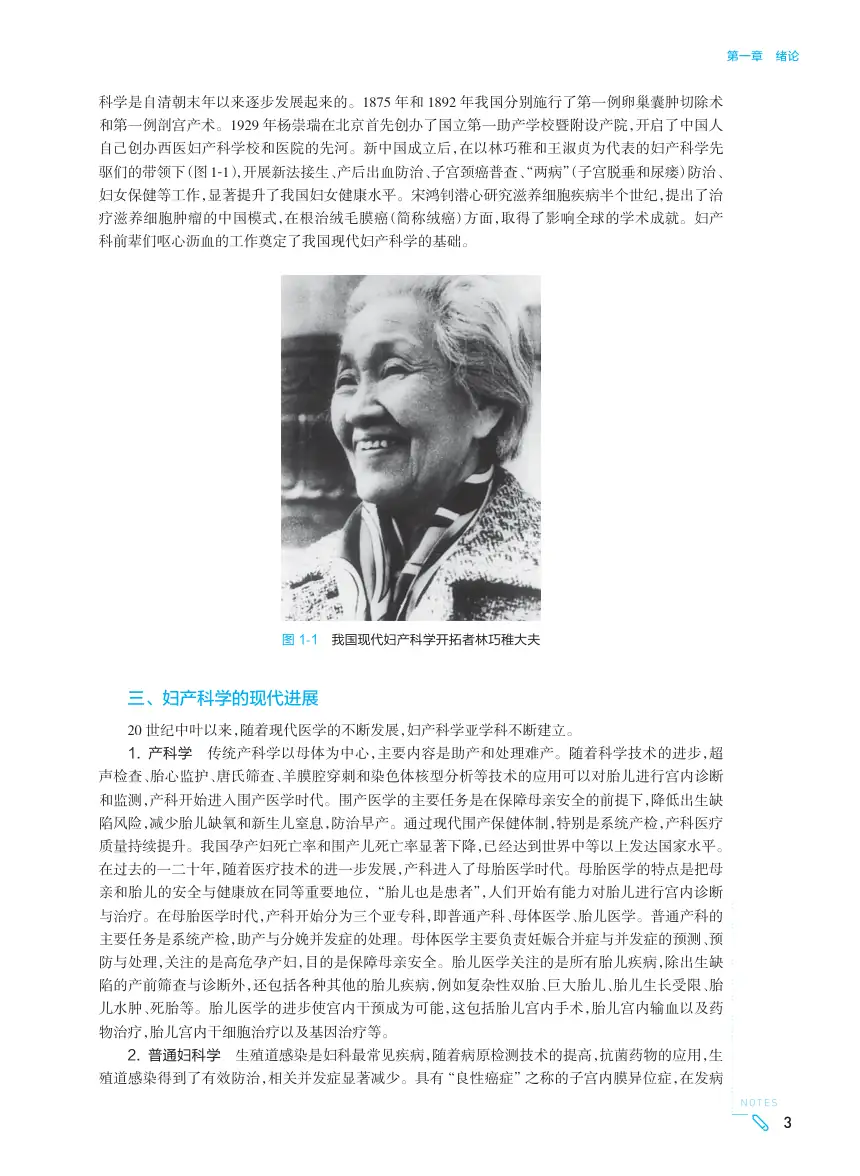 第一章 绪论
科学是自清朝末年以来逐步发展起来的。1875 年和 1892 年我国分别施行了第一例卵巢囊肿切除术
和第一例剖宫产术。1929 年杨崇瑞在北京首先创办了国立第一助产学校暨附设产院,开启了中国人
自己创办西医妇产科学校和医院的先河。新中国成立后,在以林巧稚和王淑贞为代表的妇产科学先
驱们的带领下(图 1-1),开展新法接生、产后出血防治、子宫颈癌普查、“两病”(子宫脱垂和尿瘘)防治、
妇女保健等工作,显著提升了我国妇女健康水平。宋鸿钊潜心研究滋养细胞疾病半个世纪,提出了治
疗滋养细胞肿瘤的中国模式,在根治绒毛膜癌(简称绒癌)方面,取得了影响全球的学术成就。妇产
科前辈们呕心沥血的工作奠定了我国现代妇产科学的基础。
图 1-1 我国现代妇产科学开拓者林巧稚大夫
三、妇产科学的现代进展
20 世纪中叶以来,随着现代医学的不断发展,妇产科学亚学科不断建立。
1. 产科学 传统产科学以母体为中心,主要内容是助产和处理难产。随着科学技术的进步,超
声检查、胎心监护、唐氏筛查、羊膜腔穿刺和染色体核型分析等技术的应用可以对胎儿进行宫内诊断
和监测,产科开始进入围产医学时代。围产医学的主要任务是在保障母亲安全的前提下,降低出生缺
陷风险,减少胎儿缺氧和新生儿窒息,防治早产。通过现代围产保健体制,特别是系统产检,产科医疗
质量持续提升。我国孕产妇死亡率和围产儿死亡率显著下降,已经达到世界中等以上发达国家水平。
在过去的一二十年,随着医疗技术的进一步发展,产科进入了母胎医学时代。母胎医学的特点是把母
亲和胎儿的安全与健康放在同等重要地位,“胎儿也是患者”,人们开始有能力对胎儿进行宫内诊断
与治疗。在母胎医学时代,产科开始分为三个亚专科,即普通产科、母体医学、胎儿医学。普通产科的
主要任务是系统产检,助产与分娩并发症的处理。母体医学主要负责妊娠合并症与并发症的预测、预
防与处理,关注的是高危孕产妇,目的是保障母亲安全。胎儿医学关注的是所有胎儿疾病,除出生缺
陷的产前筛查与诊断外,还包括各种其他的胎儿疾病,例如复杂性双胎、巨大胎儿、胎儿生长受限、胎
儿水肿、死胎等。胎儿医学的进步使宫内干预成为可能,这包括胎儿宫内手术,胎儿宫内输血以及药
物治疗,胎儿宫内干细胞治疗以及基因治疗等。
2. 普通妇科学 生殖道感染是妇科最常见疾病,随着病原检测技术的提高,抗菌药物的应用,生
殖道感染得到了有效防治,相关并发症显著减少。具有“良性癌症”之称的子宫内膜异位症,在发病
NOTES
3